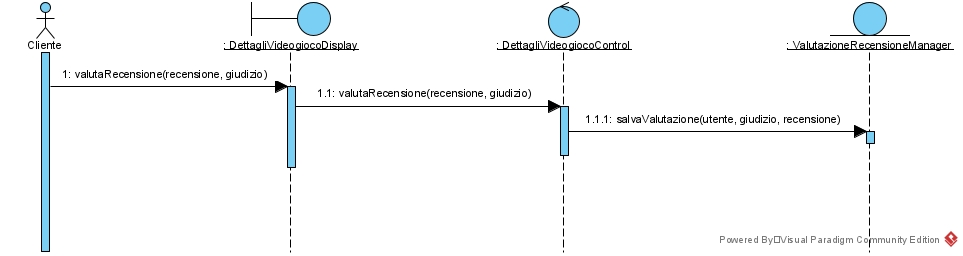 Cliente
: DettagliVideogiocoDisplay
: DettagliVideogiocoControl
: ValutazioneRecensioneManager
1: valutaRecensione(recensione, giudizio)
1.1: valutaRecensione(recensione, giudizio)
1.1.1: salvaValutazione(utente, giudizio, recensione)
Powered By Visual Paradigm Community Edition